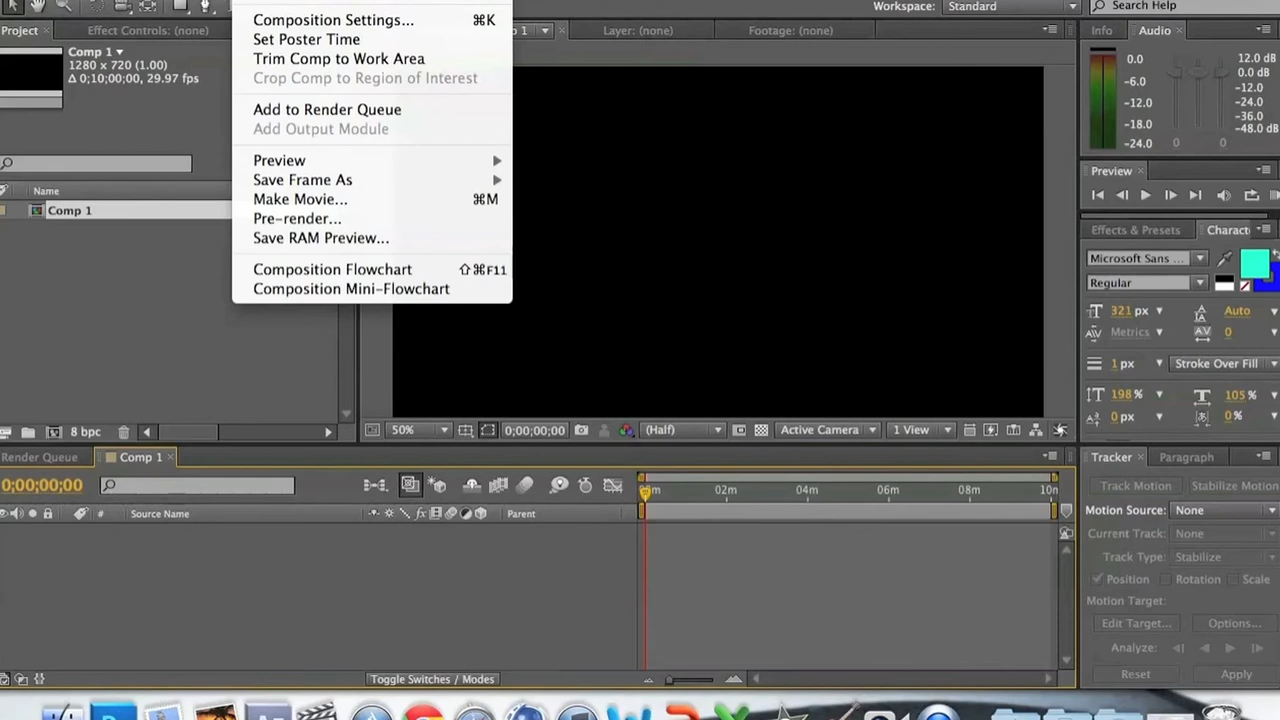 Workspace: Standard Search Help
Project × Effect Controls: (none)
Comp 1
1280 x 720 (1.00)
Δ 0;10;00;00, 29.97 fps
Name
Comp 1
8 bpc
Composition Settings... ⌘K
Set Poster Time
Trim Comp to Work Area
Crop Comp to Region of Interest
Add to Render Queue
Add Output Module
Preview
Save Frame As
Make Movie... ⌘M
Pre-render...
Save RAM Preview...
Composition Flowchart ⇧⌘F11
Composition Mini-Flowchart
1 Layer: (none) Footage: (none)
50% 0;00;00;00 (Half) Active Camera 1 View
Info Audio ×
0.0
-6.0
-12.0
-18.0
-24.0
12.0 dB
0.0 dB
-12.0
-24.0
-36.0
-48.0 dB
0 0
Preview ×
Effects & Presets Charact
Microsoft Sans ...
Regular
321 px Auto
Metrics 0
1 px Stroke Over Fill
198 % 105 %
0 px 0 %
Render Queue Comp 1 ×
0;00;00;00
02m 04m 06m 08m 10n
# Source Name fx Parent
Toggle Switches / Modes
Tracker × Paragraph
Track Motion Stabilize Motion
Motion Source: None
Current Track: None
Track Type: Stabilize
Position Rotation Scale
Motion Target:
Edit Target... Options...
Analyze:
Reset Apply